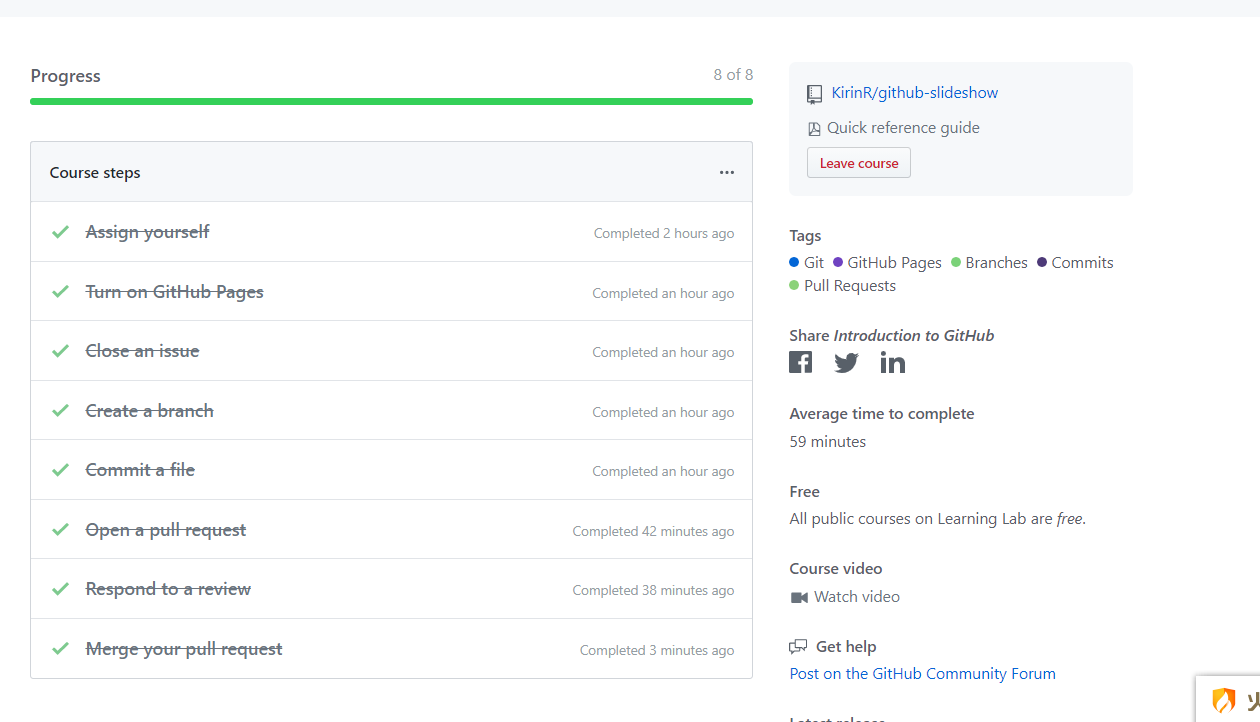 Progress
8 of 8
Course steps
Assign yourself
Completed 2 hours ago
Turn on GitHub Pages
Completed an hour ago
Close an issue
Completed an hour ago
Create a branch
Completed an hour ago
Commit a file
Completed an hour ago
Open a pull request
Completed 42 minutes ago
Respond to a review
Completed 38 minutes ago
Merge your pull request
Completed 3 minutes ago
KirinR/github-slideshow
Quick reference guide
Leave course
Tags
Git GitHub Pages Branches Commits
Pull Requests
Share Introduction to GitHub
Average time to complete
59 minutes
Free
All public courses on Learning Lab are free.
Course video
Watch video
Get help
Post on the GitHub Community Forum